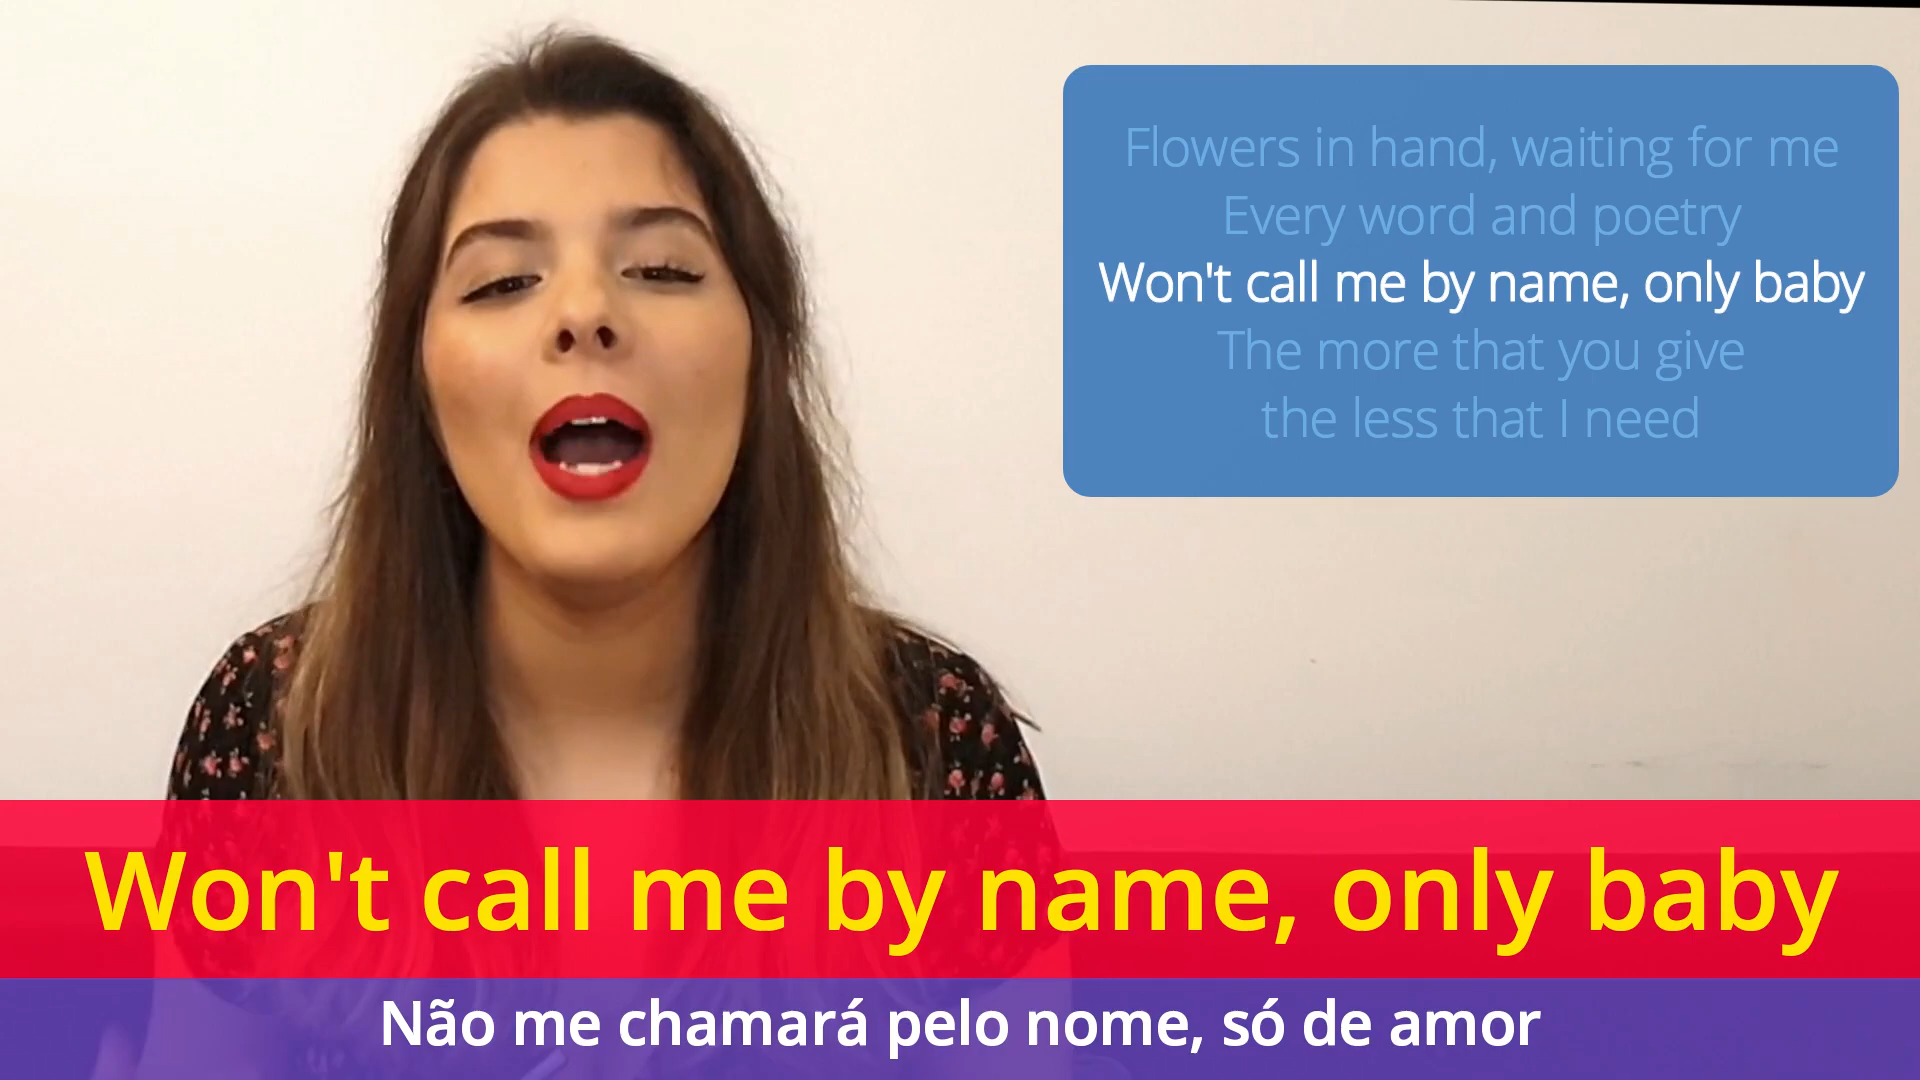 Flowers in hand, waiting for me
Every word and poetry
Won't call me by name, only baby
The more that you give
the less that I need
Won't call me by name, only baby
Não me chamará pelo nome, só de amor